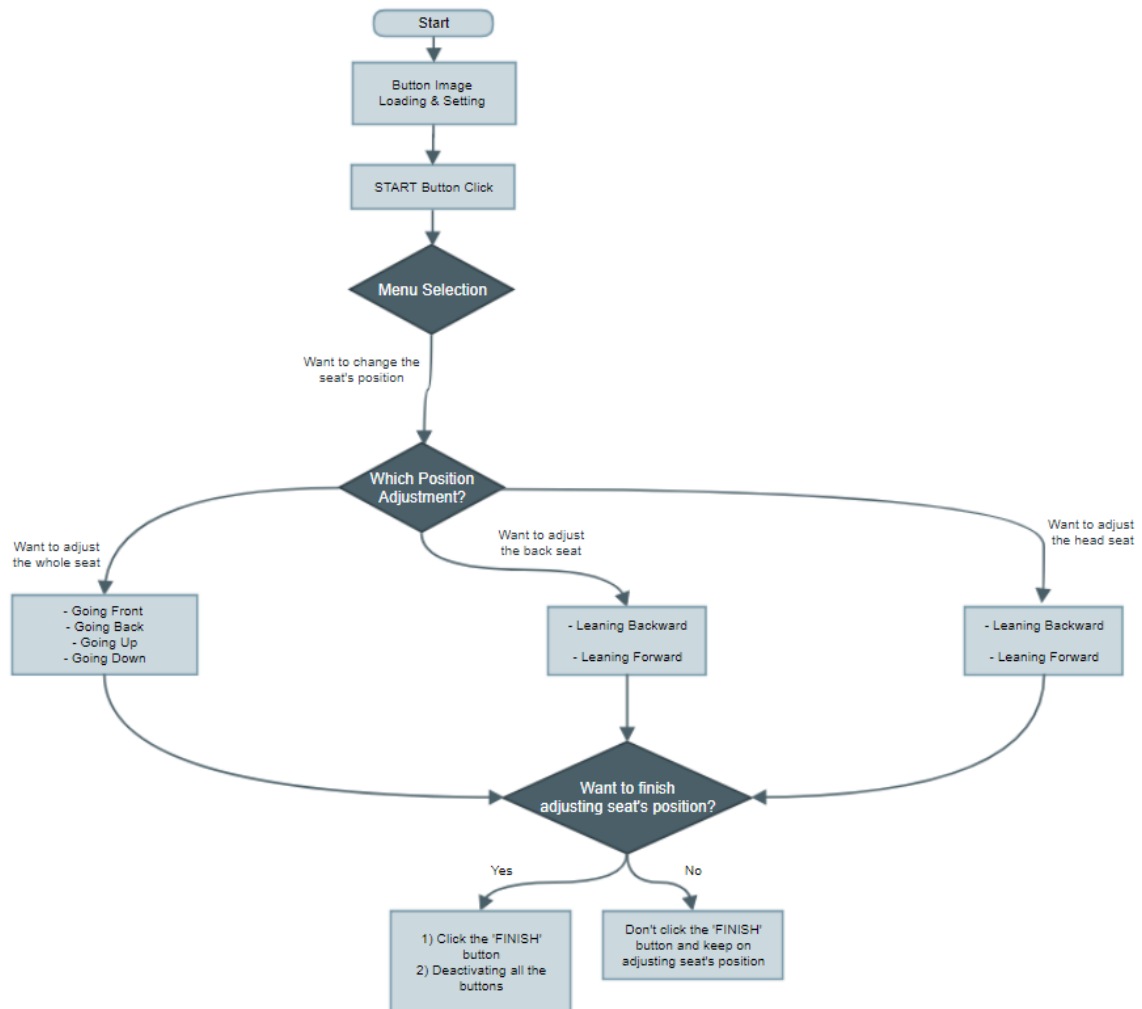 Start
Button Image
Loading & Setting
START Button Click
Menu Selection
Want to change the
seat's position
Which Position
Adjustment?
Want to adjust
the whole seat
Want to adjust
the back seat
Want to adjust
the head seat
- Going Front
- Going Back
- Going Up
- Going Down
- Leaning Backward
- Leaning Forward
- Leaning Backward
- Leaning Forward
Want to finish
adjusting seat's position?
Yes
No
1) Click the 'FINISH'
button
2) Deactivating all the
buttons
Don't click the 'FINISH'
button and keep on
adjusting seat's position